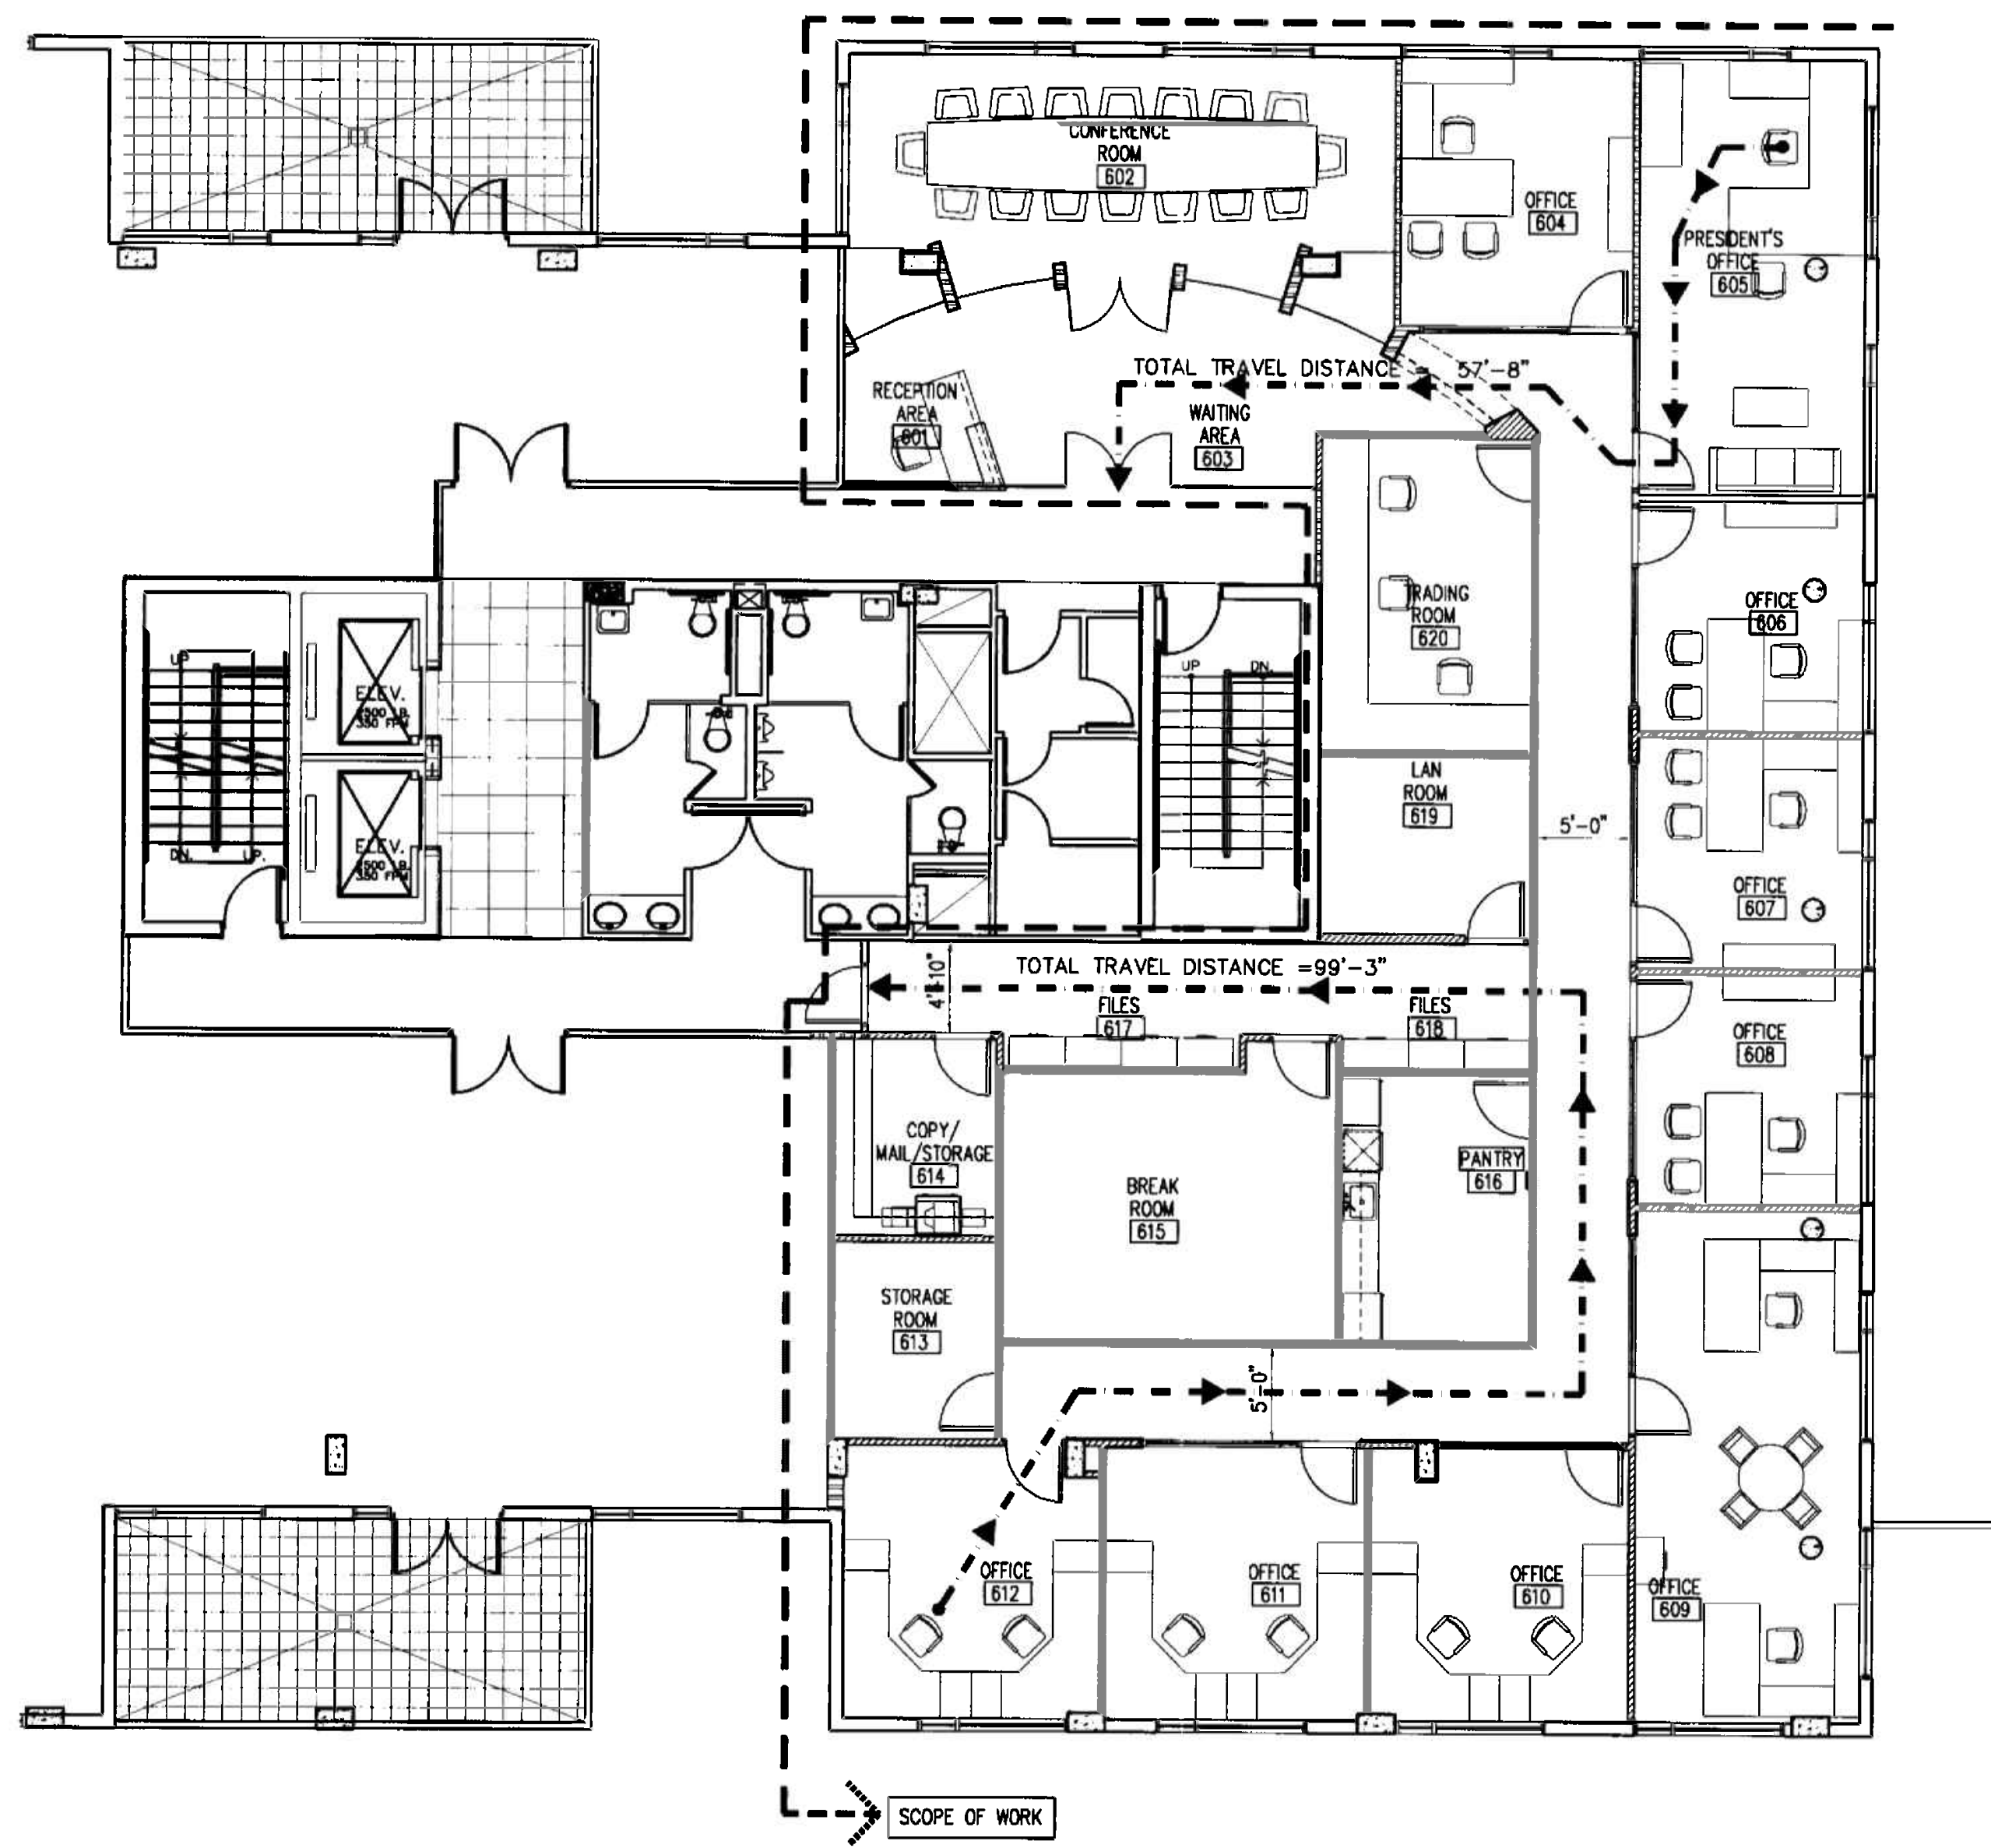 CONFERENCE
ROOM
602
OFFICE
604
PRESIDENT'S
OFFICE
605
TOTAL TRAVEL DISTANCE = 57'-8"
RECEPTION
AREA
601
WAITING
AREA
603
TRADING
ROOM
620
OFFICE
606
UP
DN.
UP
ELEV.
LAN
ROOM
619
5'-0"
ELEV.
DN.
UP.
OFFICE
607
TOTAL TRAVEL DISTANCE =99'-3"
4'-10"
FILES
617
FILES
618
OFFICE
608
COPY/
MAIL/STORAGE
614
PANTRY
616
BREAK
ROOM
615
STORAGE
ROOM
613
5'-0"
OFFICE
612
OFFICE
611
OFFICE
610
OFFICE
609
SCOPE OF WORK